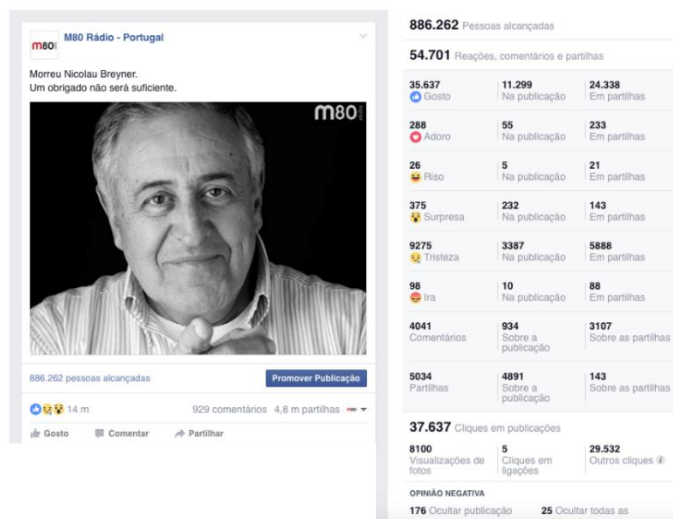 M80 Rádio - Portugal
m80
Morreu Nicolau Breyner.
Um obrigado não será suficiente.
m80
886.262 pessoas alcançadas
Promover Publicação
14 m
929 comentários 4,8 m partilhas
Gosto Comentar Partilhar
886.262 Pessoas alcançadas
54.701 Reações, comentários e partilhas
35.637 11.299 24.338
Gosto Na publicação Em partilhas
288 55 233
Adoro Na publicação Em partilhas
26 5 21
Riso Na publicação Em partilhas
375 232 143
Surpresa Na publicação Em partilhas
9275 3387 5888
Tristeza Na publicação Em partilhas
98 10 88
Ira Na publicação Em partilhas
4041 934 3107
Comentários Sobre a Sobre as partilhas
publicação
5034 4891 143
Partilhas Sobre a Sobre as partilhas
publicação
37.637 Cliques em publicações
8100 5 29.532
Visualizações de Cliques em Outros cliques
fotos ligações
OPINIÃO NEGATIVA
176 Ocultar publicação 25 Ocultar todas as